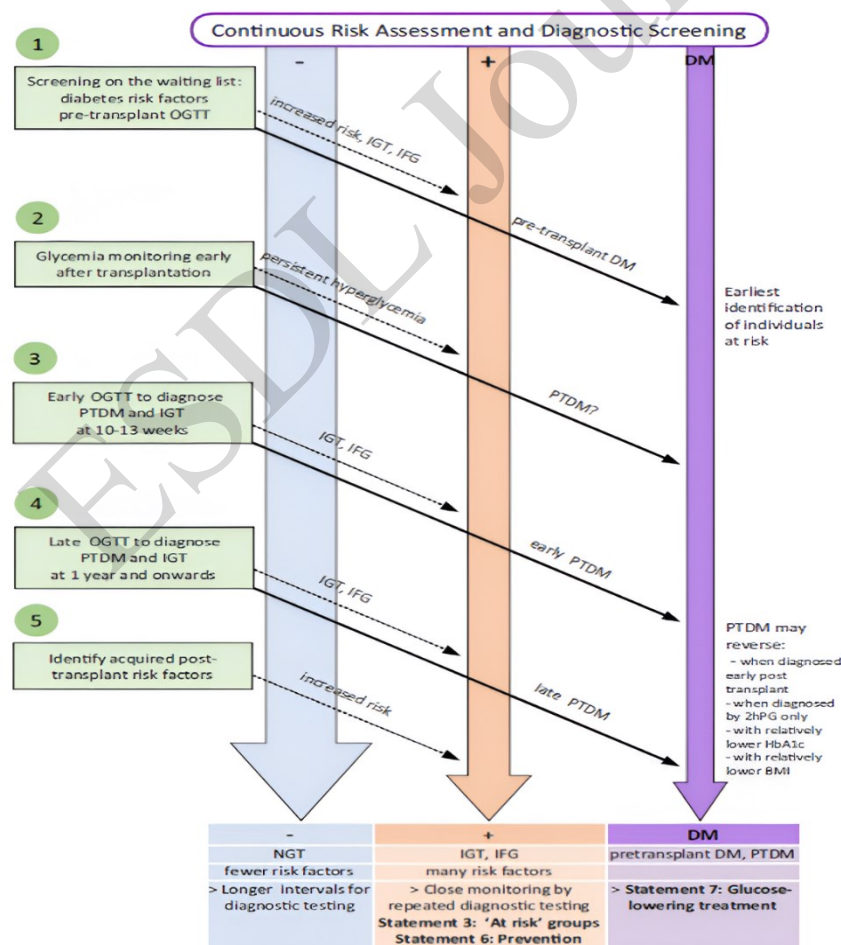 Continuous Risk Assessment and Diagnostic Screening
-
+
DM
1
Screening on the waiting list:
diabetes risk factors
pre-transplant OGTT
increased risk, IGT, IFG
pre-transplant DM
2
Glycemia monitoring early
after transplantation
persistent hyperglycemia
PTDM?
Earliest
identification
of individuals
at risk
3
Early OGTT to diagnose
PTDM and IGT
at 10-13 weeks
IGT, IFG
early PTDM
4
Late OGTT to diagnose
PTDM and IGT
at 1 year and onwards
IGT, IFG
late PTDM
5
Identify acquired post-
transplant risk factors
increased risk
PTDM may
reverse:
- when diagnosed
early post
transplant
- when diagnosed
by 2hPG only
- with relatively
lower HbA1c
- with relatively
lower BMI
-
NGT
fewer risk factors
> Longer intervals for
diagnostic testing
+
IGT, IFG
many risk factors
> Close monitoring by
repeated diagnostic testing
Statement 3: ‘At risk’ groups
Statement 6: Prevention
DM
pretransplant DM, PTDM
> Statement 7: Glucose-
lowering treatment
ESDL Jour